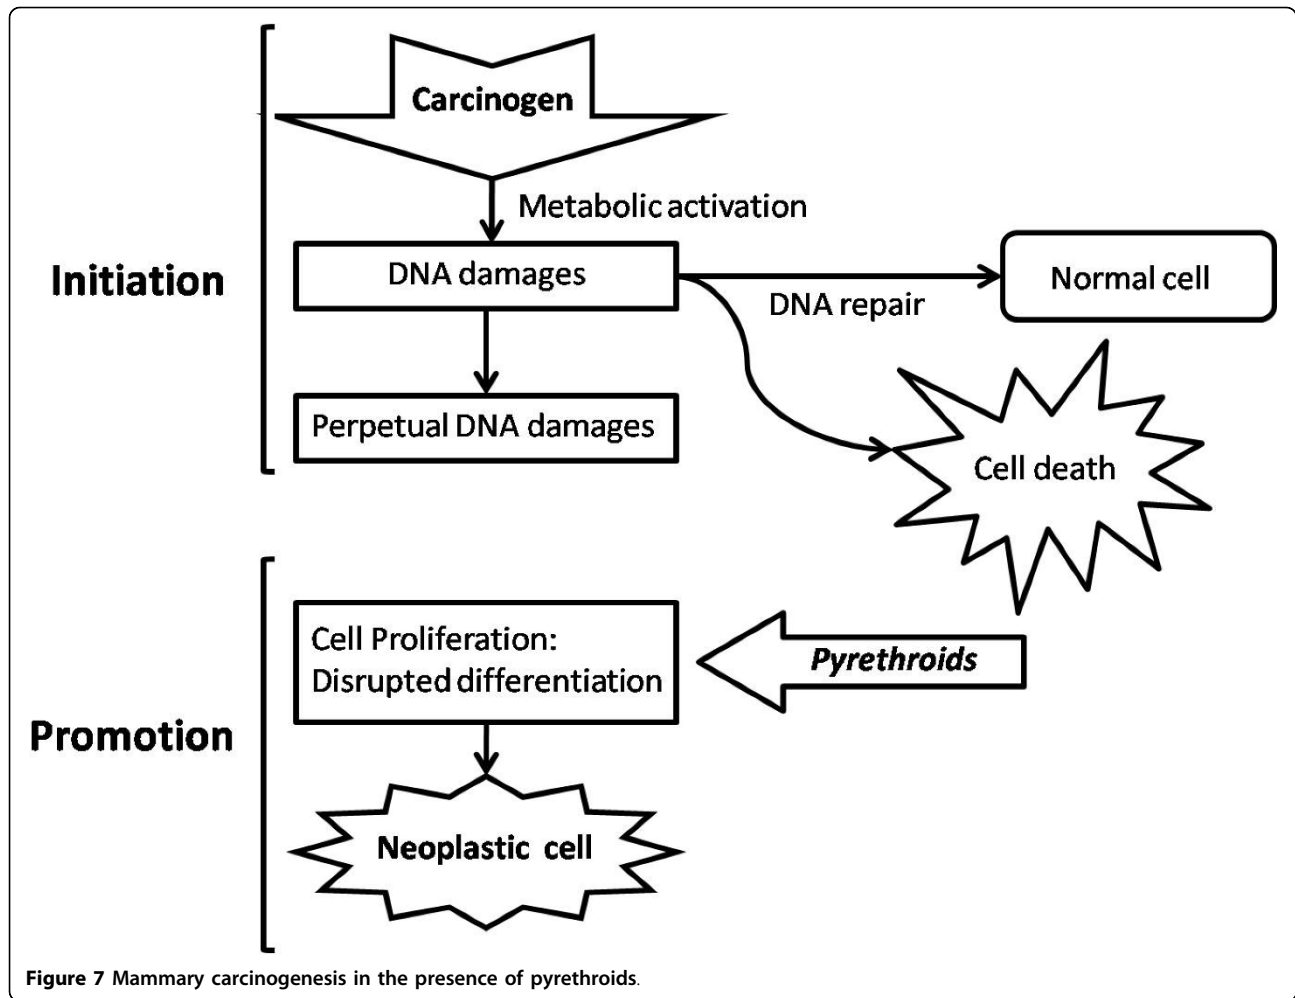 Carcinogen
Metabolic activation
Initiation
DNA damages
DNA repair
Normal cell
Perpetual DNA damages
Cell death
Promotion
Cell Proliferation:
Disrupted differentiation
Pyrethroids
Neoplastic cell
Figure 7 Mammary carcinogenesis in the presence of pyrethroids.